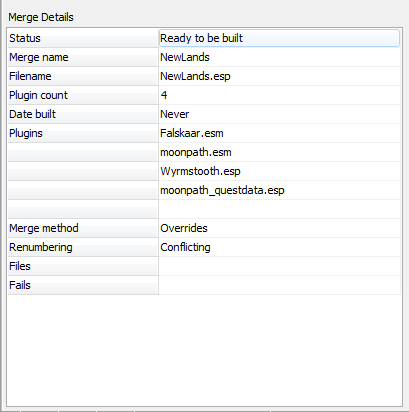 Merge Details
Status Ready to be built
Merge name NewLands
Filename NewLands.esp
Plugin count 4
Date built Never
Plugins Falskaar.esm
moonpath.esm
Wyrmstooth.esp
moonpath_questdata.esp
Merge method Overrides
Renumbering Conflicting
Files
Fails